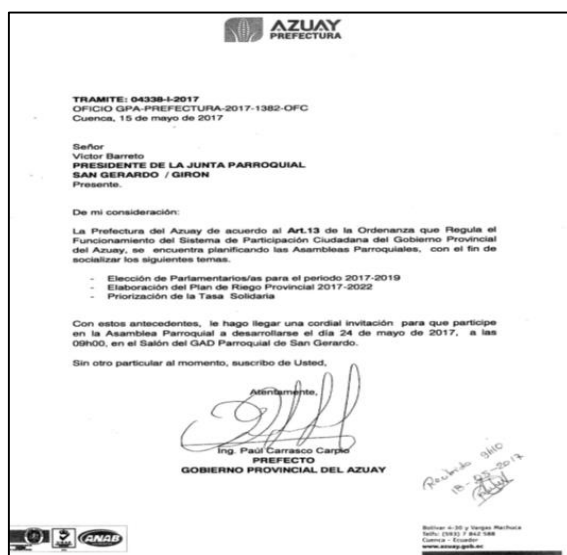 AZUAY
PREFECTURA
TRAMITE: 04338-I-2017
OFICIO GPA-PREFECTURA-2017-1382-OFC
Cuenca, 15 de mayo de 2017
Señor
Victor Barreto
PRESIDENTE DE LA JUNTA PARROQUIAL
SAN GERARDO / GIRON
Presente.
De mi consideración:
La Prefectura del Azuay de acuerdo al Art.13 de la Ordenanza que Regula el
Funcionamiento del Sistema de Participación Ciudadana del Gobierno Provincial
del Azuay, se encuentra planificando las Asambleas Parroquiales, con el fin de
socializar los siguientes temas.
- Elección de Parlamentarios/as para el periodo 2017-2019
- Elaboración del Plan de Riego Provincial 2017-2022
- Priorización de la Tasa Solidaria
Con estos antecedentes, le hago llegar una cordial invitación para que participe
en la Asamblea Parroquial a desarrollarse el día 24 de mayo de 2017, a las
09h00, en el Salón del GAD Parroquial de San Gerardo.
Sin otro particular al momento, suscribo de Usted,
Atentamente,
Ing. Paúl Carrasco Carpio
PREFECTO
GOBIERNO PROVINCIAL DEL AZUAY
Recibido 9h10
18-05-2017
ANAB
Bolívar 4-30 y Vargas Machuca
Telfs: (593) 7 842 588
Cuenca - Ecuador
www.azuay.gob.ec